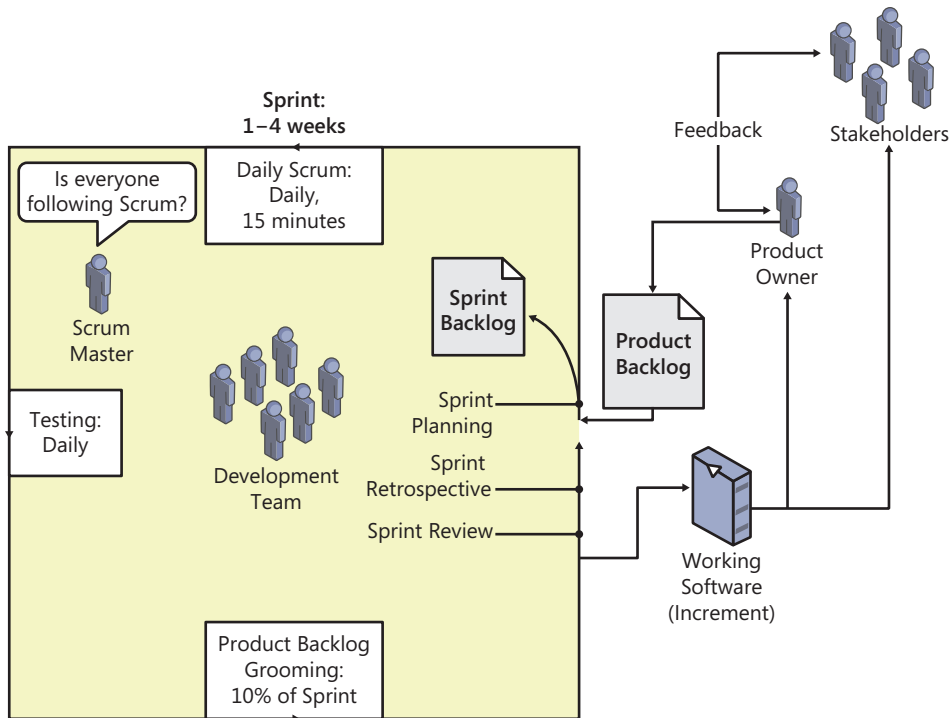 Sprint:
1–4 weeks
Daily Scrum:
Daily,
15 minutes
Is everyone
following Scrum?
Scrum
Master
Testing:
Daily
Development
Team
Sprint
Backlog
Sprint
Planning
Sprint
Retrospective
Sprint Review
Product Backlog
Grooming:
10% of Sprint
Feedback
Stakeholders
Product
Owner
Product
Backlog
Working
Software
(Increment)